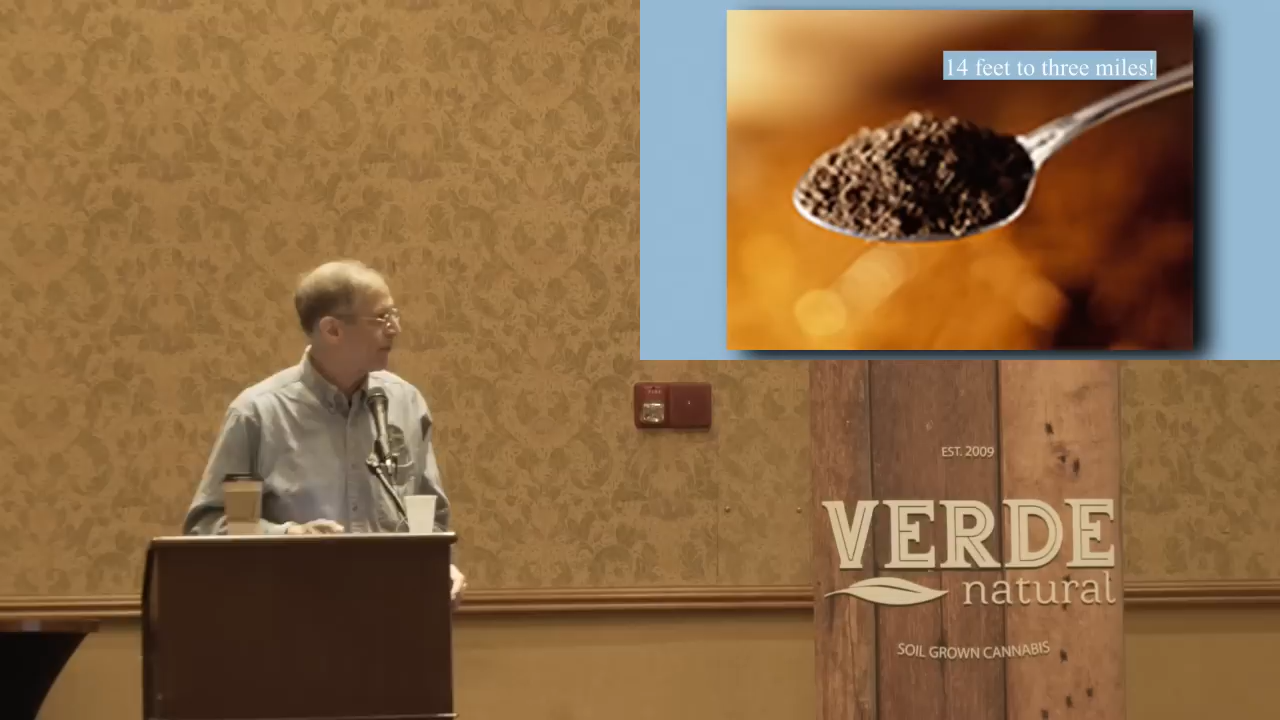 14 feet to three miles!
EST. 2009
VERDE
natural
SOIL GROWN CANNABIS